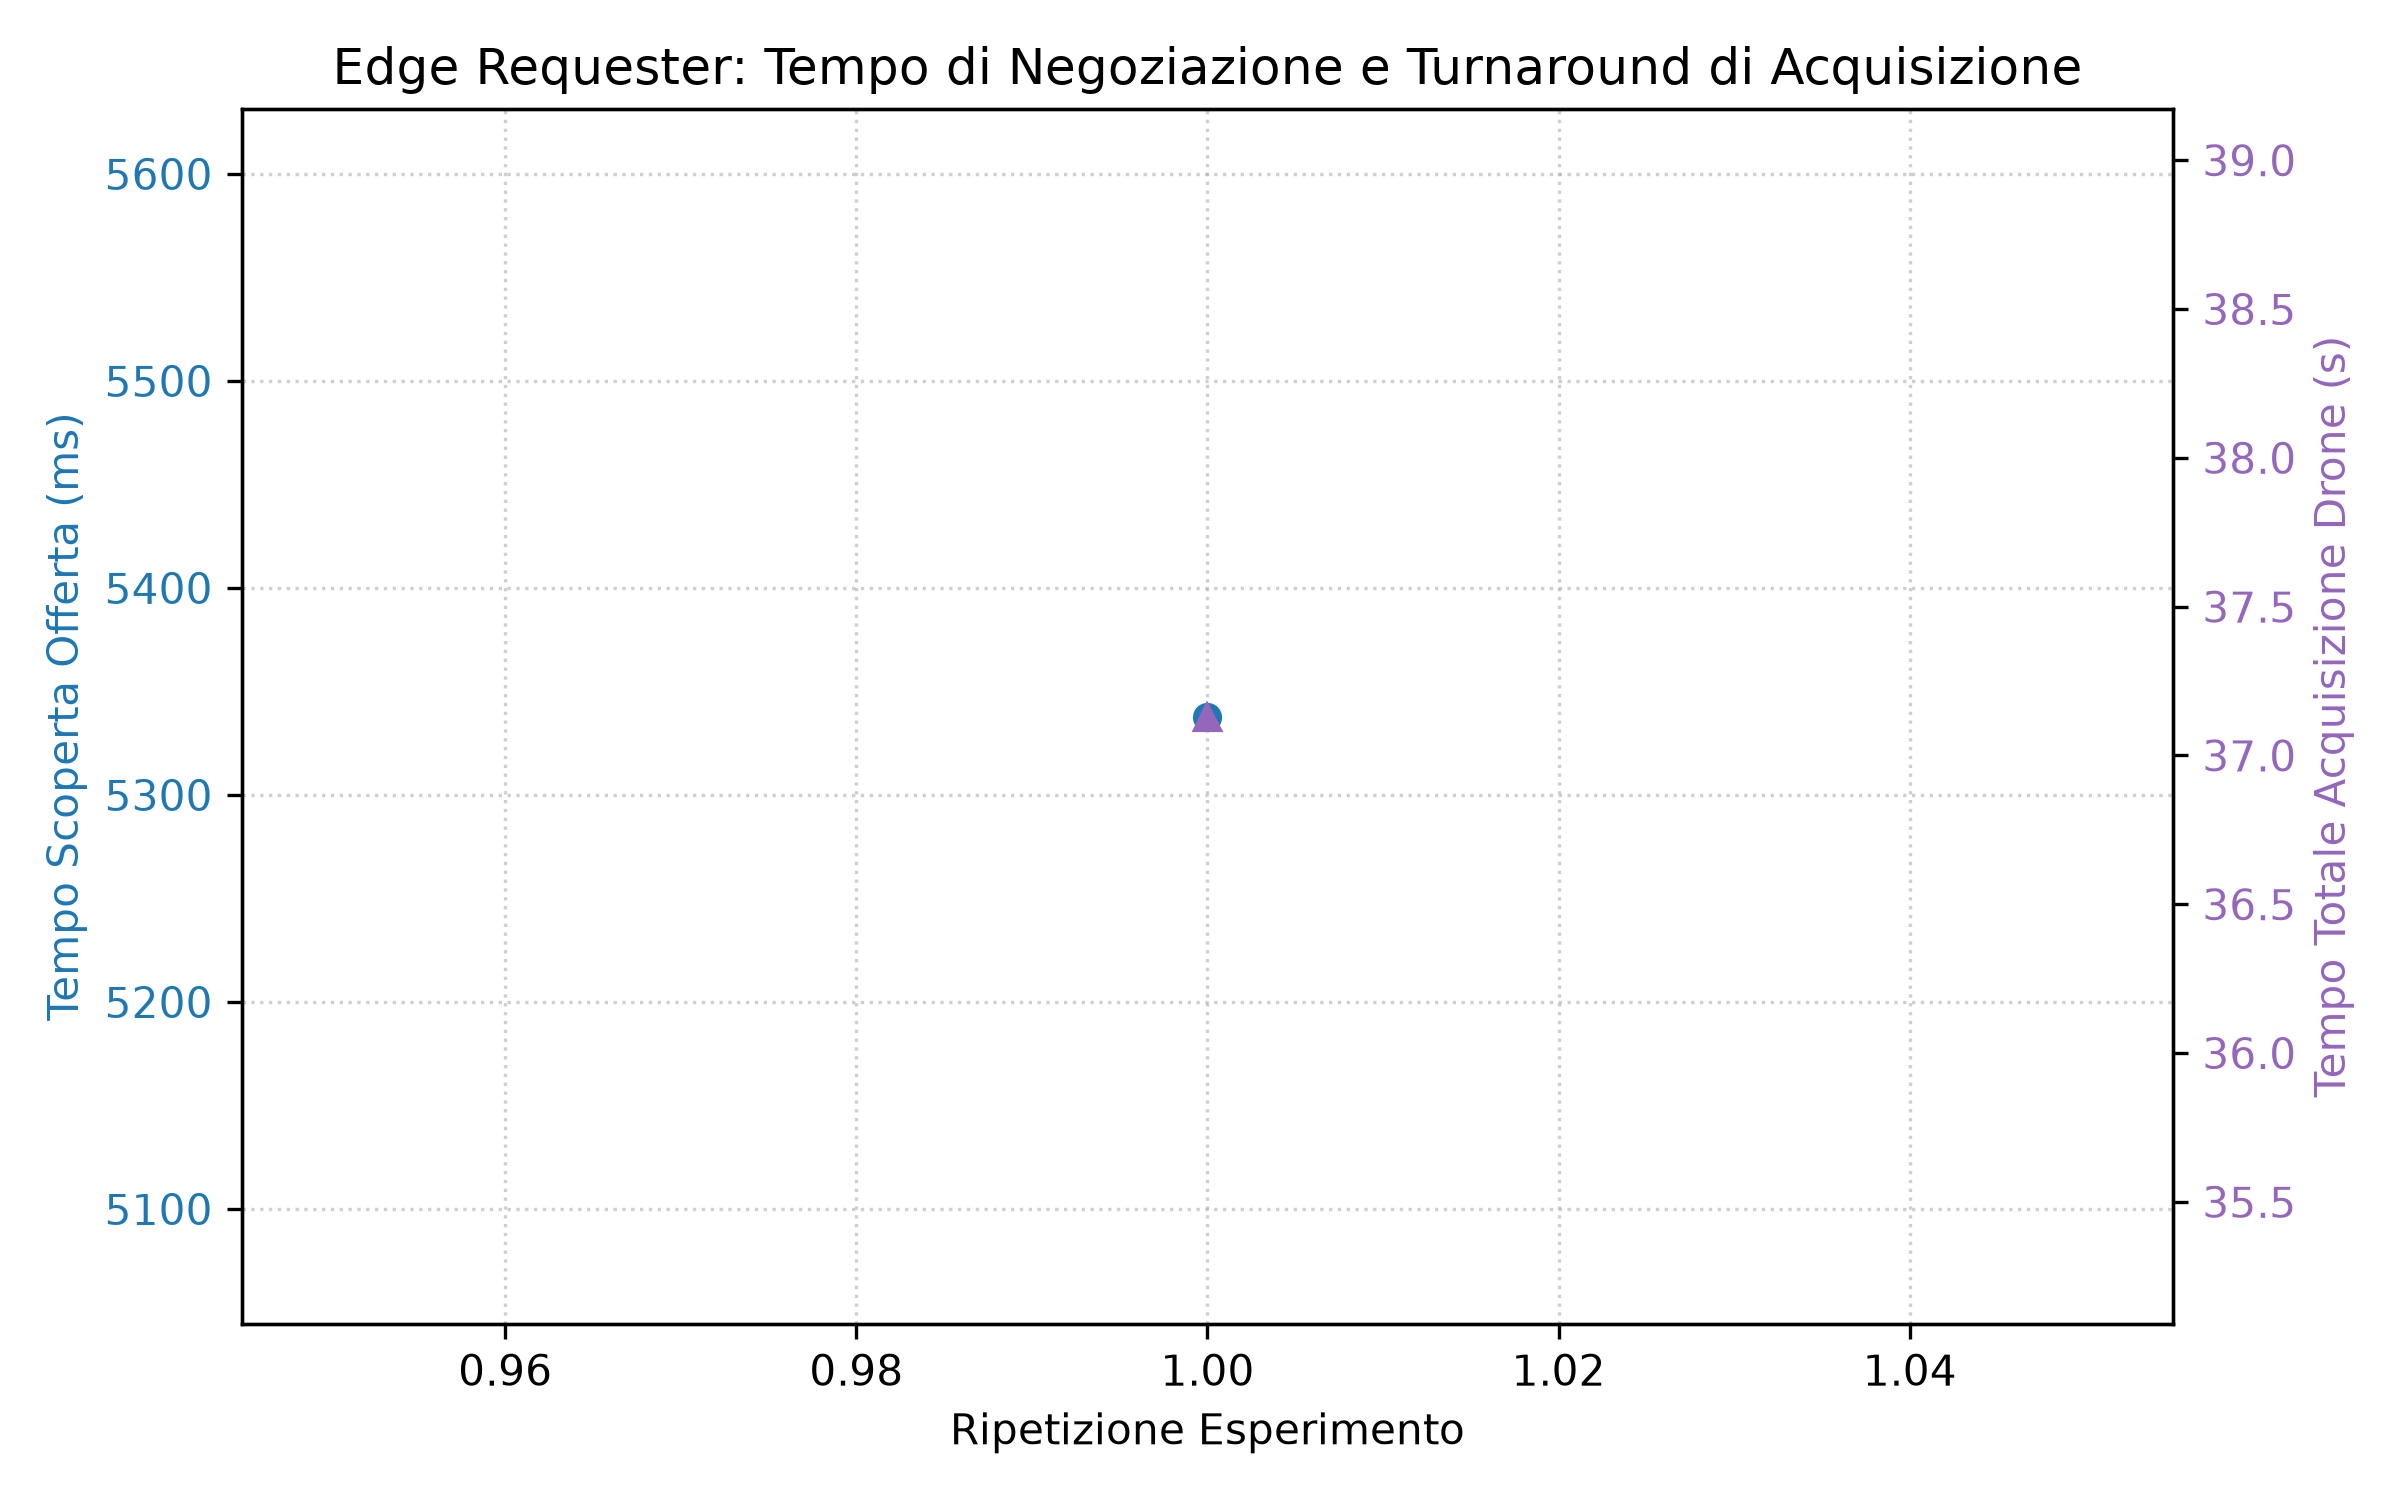 Edge Requester: Tempo di Negoziazione e Turnaround di Acquisizione
Tempo Scoperta Offerta (ms)
5600
5500
5400
5300
5200
5100
39.0
38.5
38.0
37.5
37.0
36.5
36.0
35.5
Tempo Totale Acquisizione Drone (s)
0.96 0.98 1.00 1.02 1.04
Ripetizione Esperimento